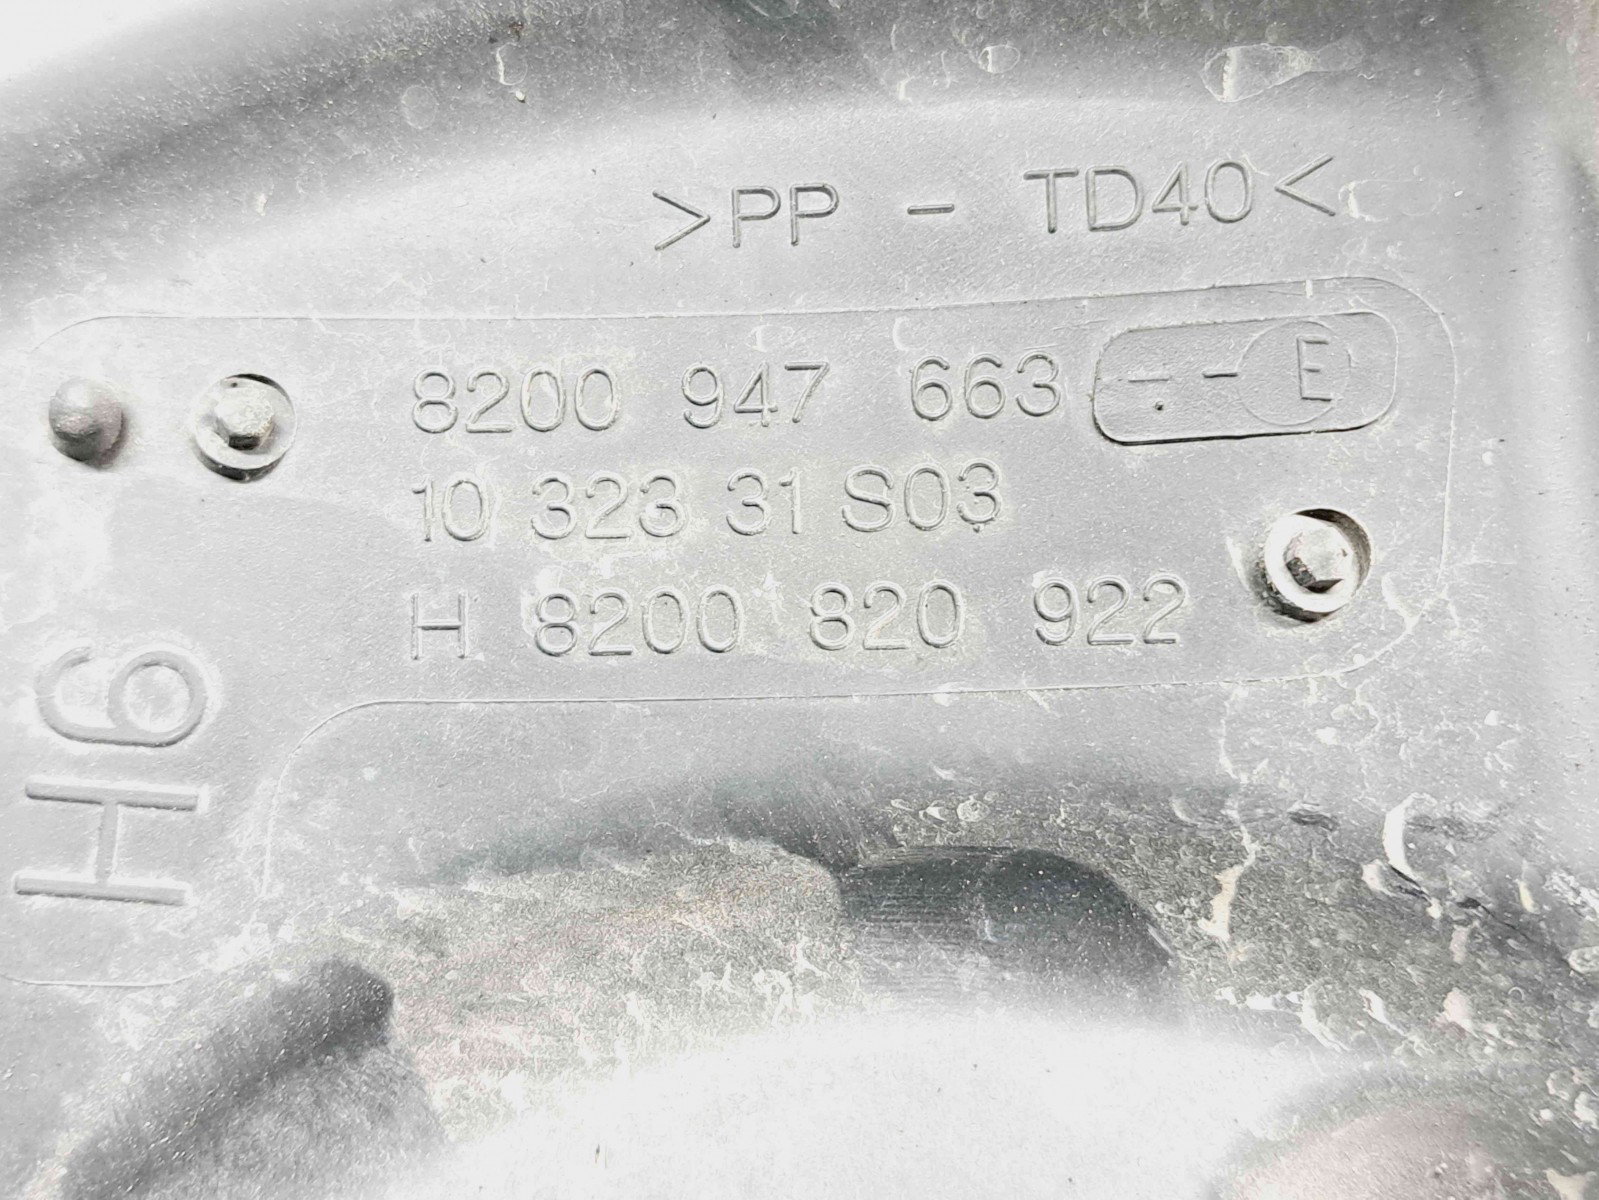 >PP - TD40<
8200 947 663 -.- - E
10 323 31 S03
H 8200 820 922
H6